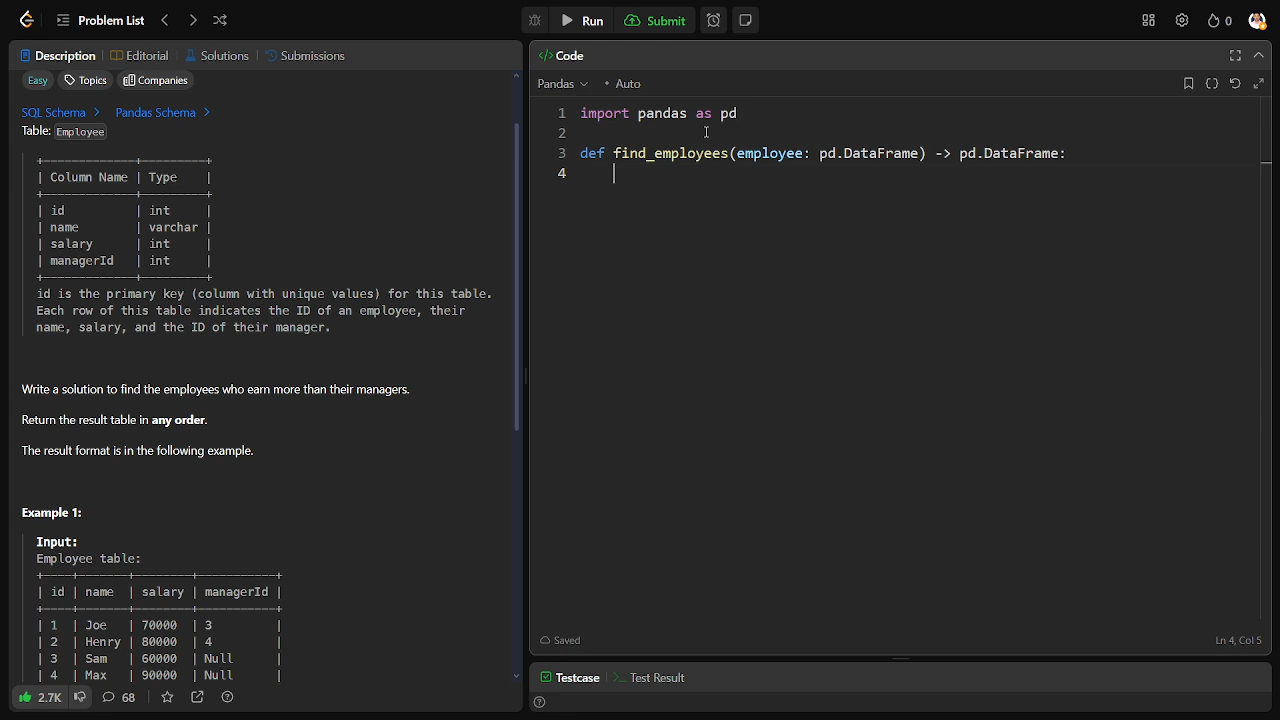 Problem List
Run
Submit
0
Description
Editorial
Solutions
Submissions
Easy
Topics
Companies
SQL Schema >
Pandas Schema >
Table: Employee
+-------------+---------+
| Column Name | Type    |
+-------------+---------+
| id          | int     |
| name        | varchar |
| salary      | int     |
| managerId   | int     |
+-------------+---------+
id is the primary key (column with unique values) for this table.
Each row of this table indicates the ID of an employee, their
name, salary, and the ID of their manager.
Write a solution to find the employees who earn more than their managers.
Return the result table in any order.
The result format is in the following example.
Example 1:
Input:
Employee table:
+----+-------+--------+-----------+
| id | name  | salary | managerId |
+----+-------+--------+-----------+
| 1  | Joe   | 70000  | 3         |
| 2  | Henry | 80000  | 4         |
| 3  | Sam   | 60000  | Null      |
| 4  | Max   | 90000  | Null      |
2.7K
68
</> Code
Pandas
• Auto
1 import pandas as pd
2
3 def find_employees(employee: pd.DataFrame) -> pd.DataFrame:
4
Saved
Ln 4, Col 5
Testcase
>_ Test Result